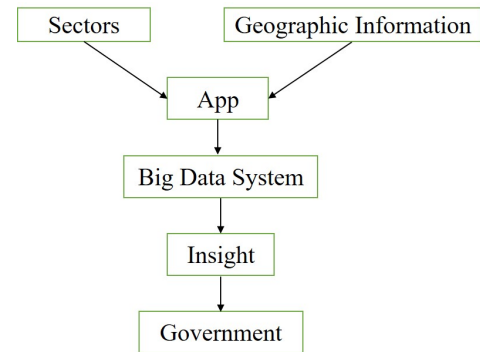 Sectors
Geographic Information
App
Big Data System
Insight
Government